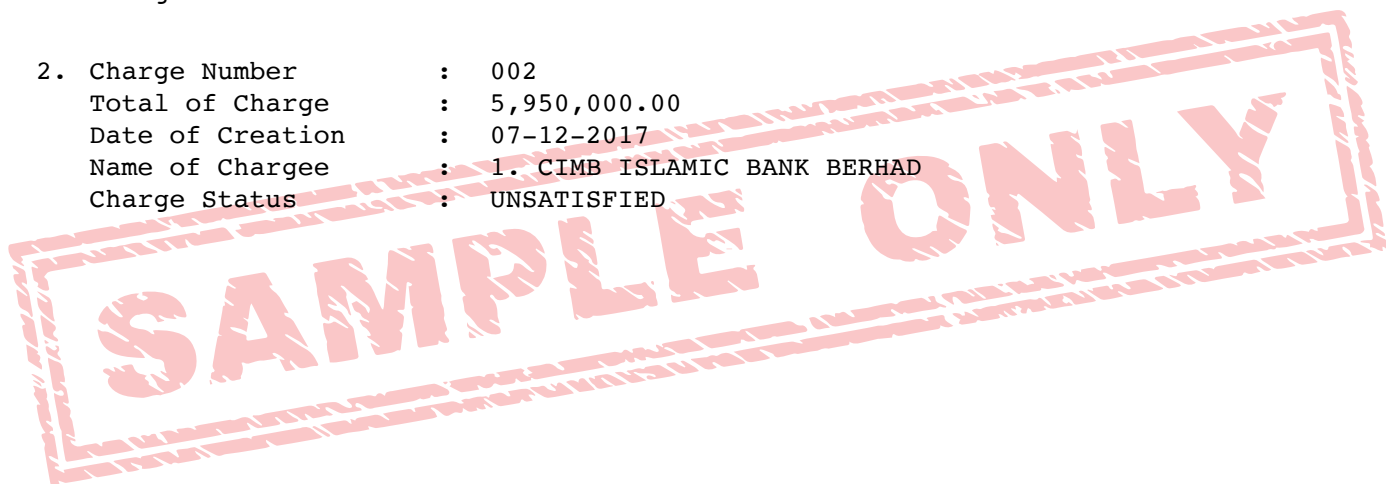 2. Charge Number : 002
Total of Charge : 5,950,000.00
Date of Creation : 07-12-2017
Name of Chargee : 1. CIMB ISLAMIC BANK BERHAD
Charge Status : UNSATISFIED
SAMPLE ONLY